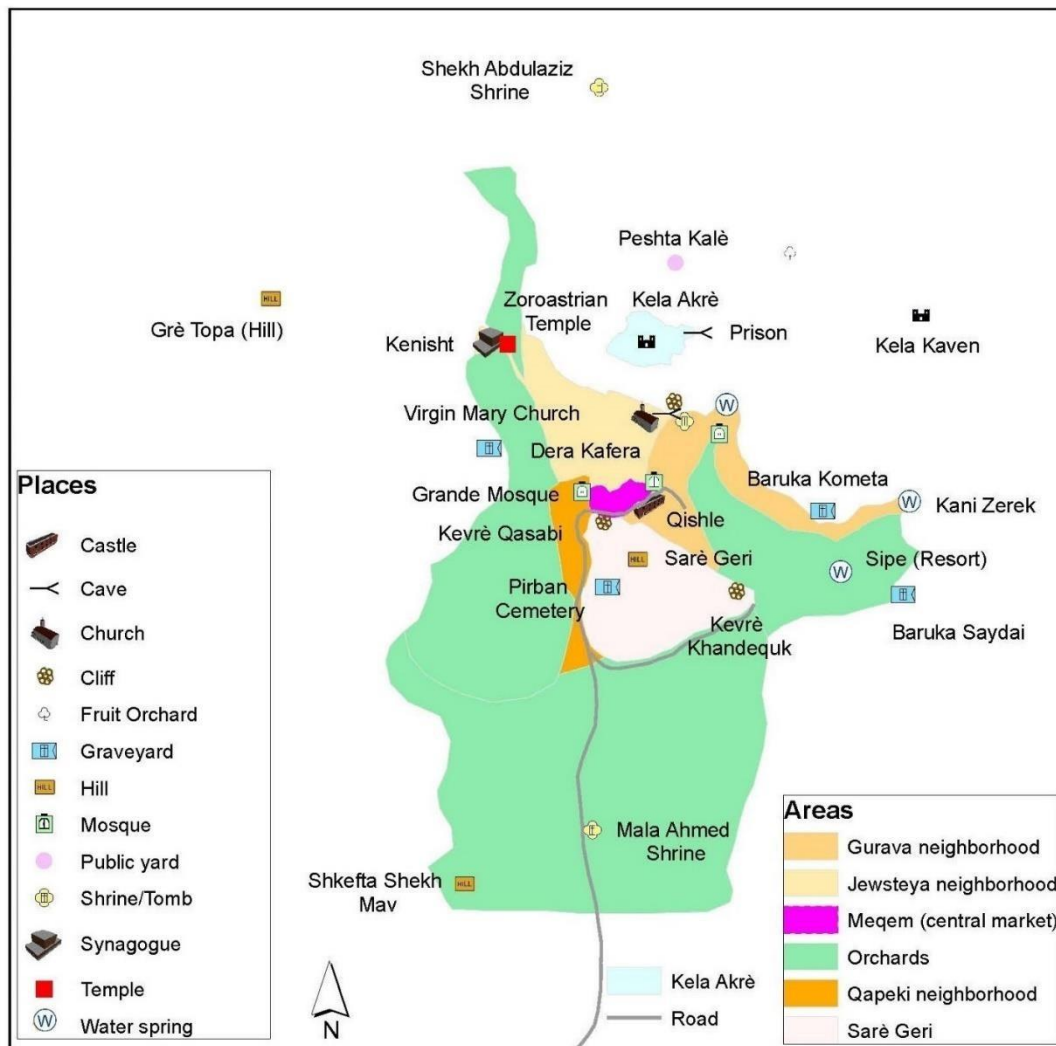 Shekh Abdulaziz
Shrine
Peshta Kalè
Zoroastrian
Temple
Kela Akrè
HILL
Grè Topa (Hill)
Kenisht
Prison
Kela Kaven
Virgin Mary Church
W
Dera Kafera
Baruka Kometa
Grande Mosque
W
Kani Zerek
Kevrè Qasabi
Qishle
HILL
Sarè Geri
Sipe (Resort)
W
Pirban
Cemetery
Kevrè
Khandequk
Baruka Saydai
Mala Ahmed
Shrine
Shkefta Shekh
Mav
HILL
Places
Castle
Cave
Church
Cliff
Fruit Orchard
Graveyard
HILL
Hill
Mosque
Public yard
Shrine/Tomb
Synagogue
Temple
W
Water spring
N
Kela Akrè
Road
Areas
Gurava neighborhood
Jewsteya neighborhood
Meqem (central market)
Orchards
Qapeki neighborhood
Sarè Geri